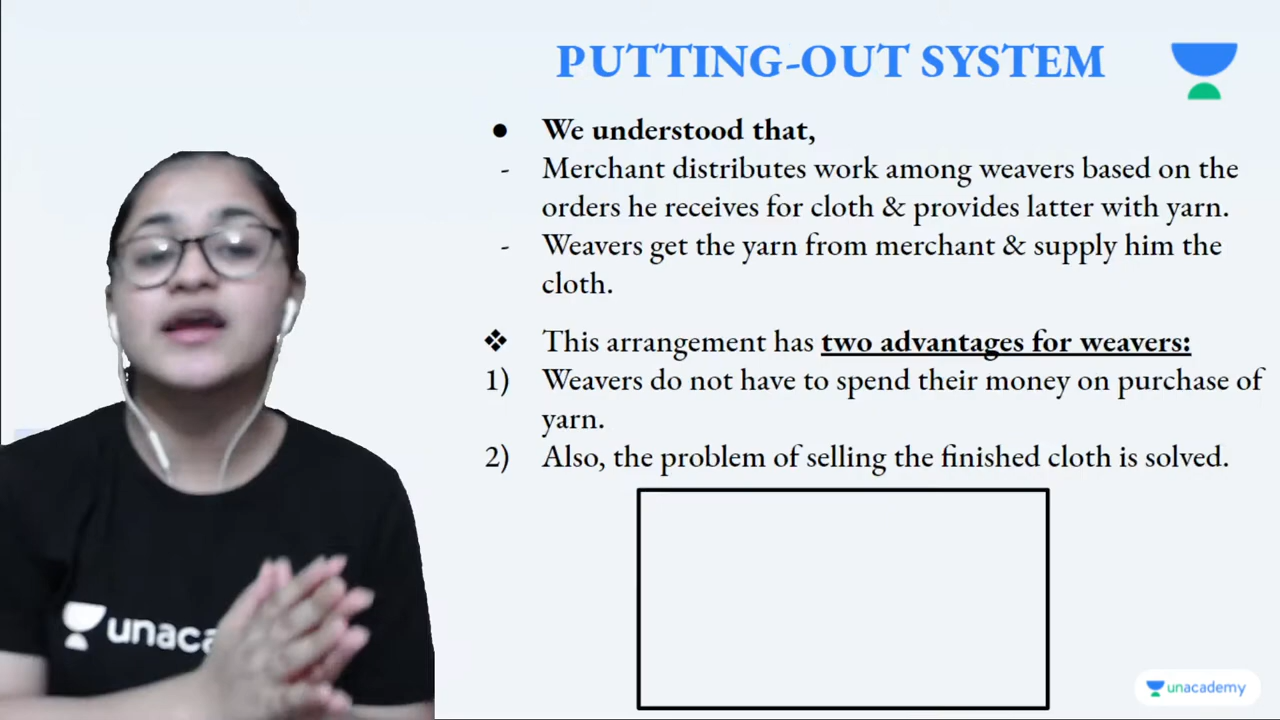 PUTTING-OUT SYSTEM
● We understood that,
- Merchant distributes work among weavers based on the
orders he receives for cloth & provides latter with yarn.
- Weavers get the yarn from merchant & supply him the
cloth.
❖ This arrangement has two advantages for weavers:
1) Weavers do not have to spend their money on purchase of
yarn.
2) Also, the problem of selling the finished cloth is solved.
unaca
unacademy